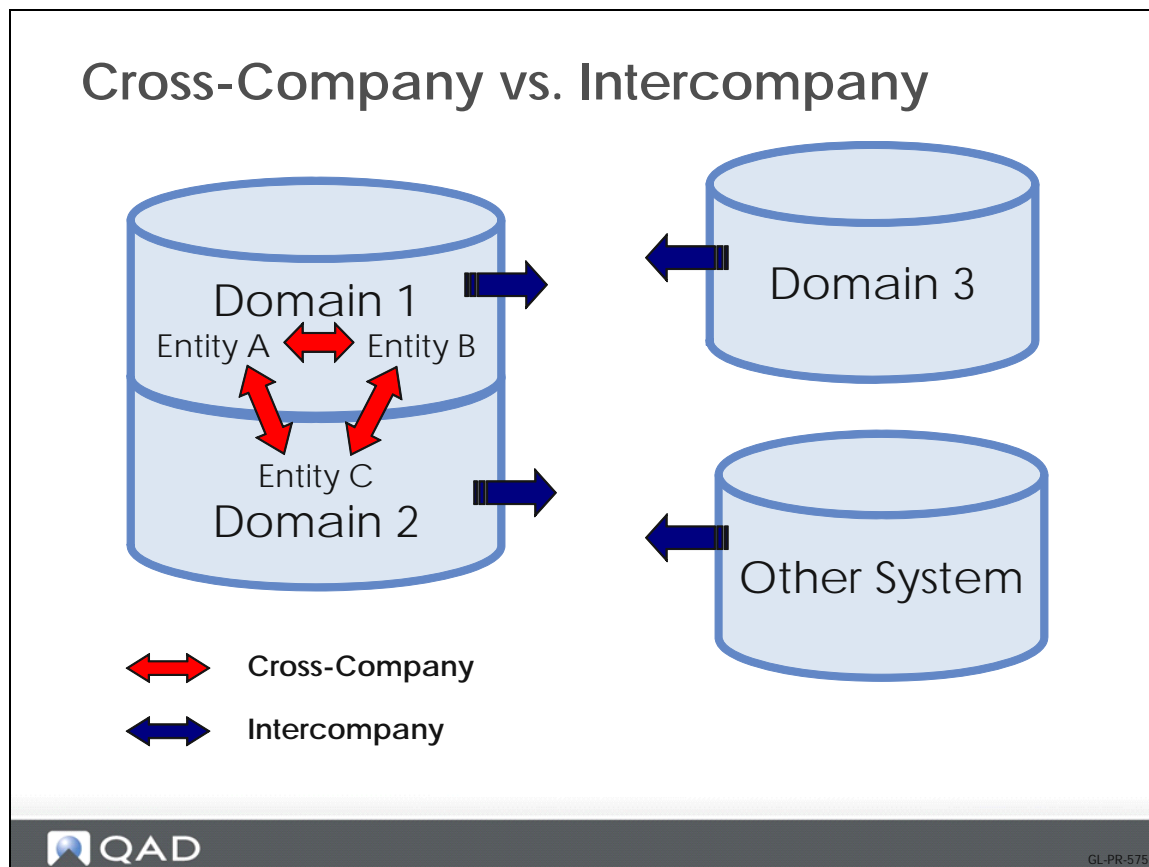 Cross-Company vs. Intercompany
Domain 1
Entity A
Entity B
Entity C
Domain 2
Domain 3
Other System
Cross-Company
Intercompany
QAD
GL-PR-575